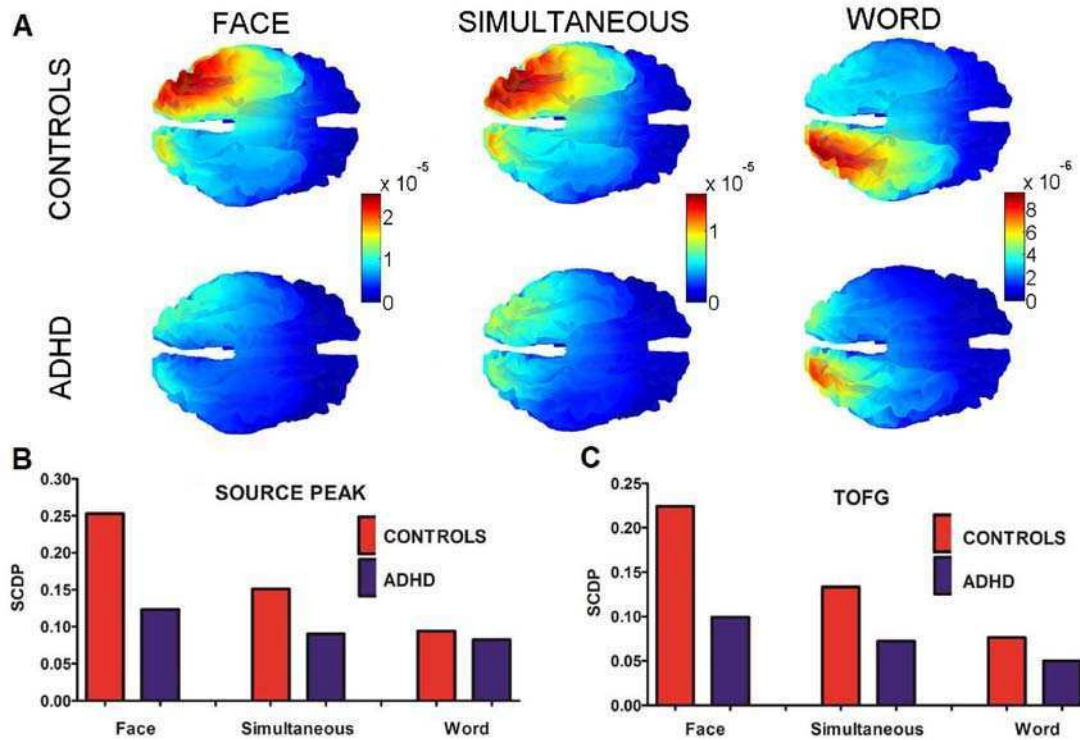 A
FACE SIMULTANEOUS WORD
CONTROLS
x 10⁻⁵ x 10⁻⁵ x 10⁻⁶
2
1
0
1
0
8
6
4
2
0
ADHD
B
SOURCE PEAK
CONTROLS
ADHD
SCDP
0.30
0.25
0.20
0.15
0.10
0.05
0.00
Face Simultaneous Word
C
TOFG
CONTROLS
ADHD
SCDP
0.25
0.20
0.15
0.10
0.05
0.00
Face Simultaneous Word